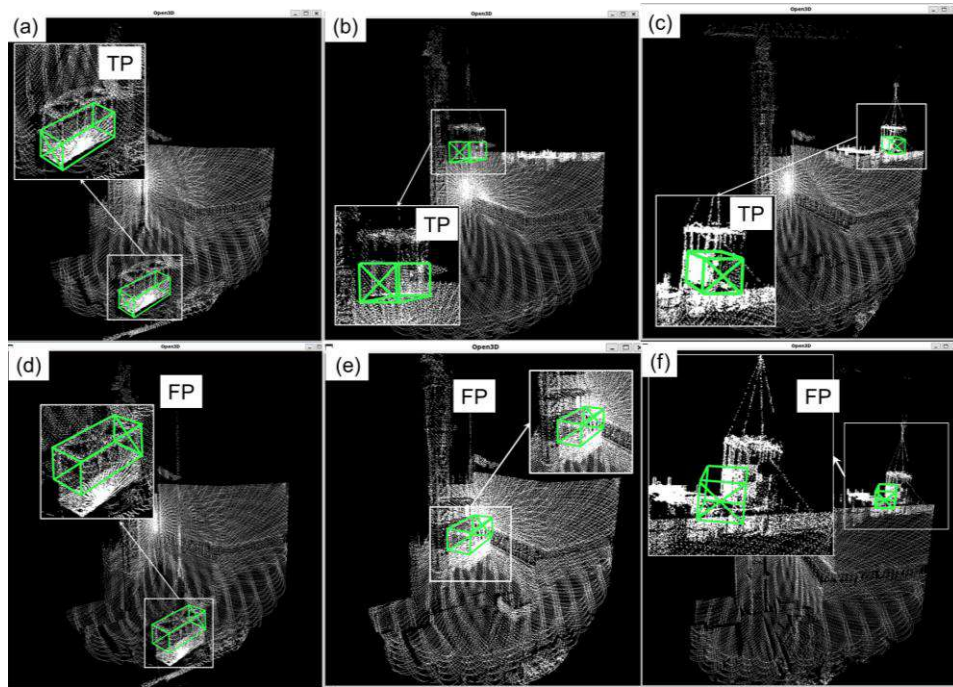 Open3D
(a)
TP
Open3D
(b)
TP
Open3D
(c)
TP
Open3D
(d)
FP
Open3D
(e)
FP
Open3D
(f)
FP